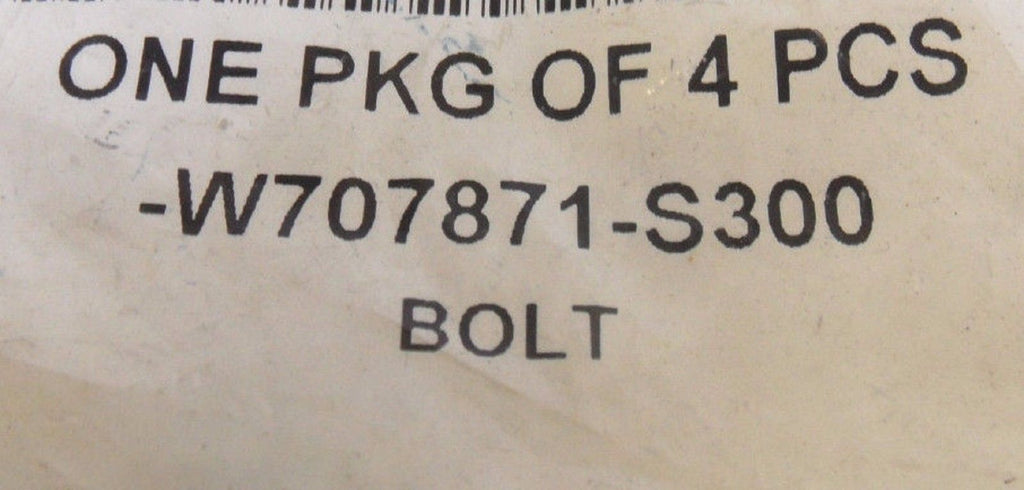 ONE PKG OF 4 PCS
-W707871-S300
BOLT